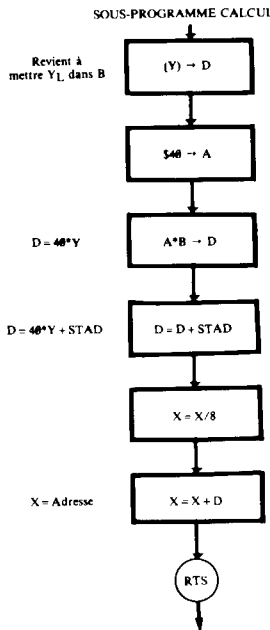 SOUS-PROGRAMME CALCUL
Revient à
mettre YL dans B
(Y) → D
$40 → A
D = 40*Y
A*B → D
D = 40*Y + STAD
D = D + STAD
X = X/8
X = Adresse
X = X + D
RTS